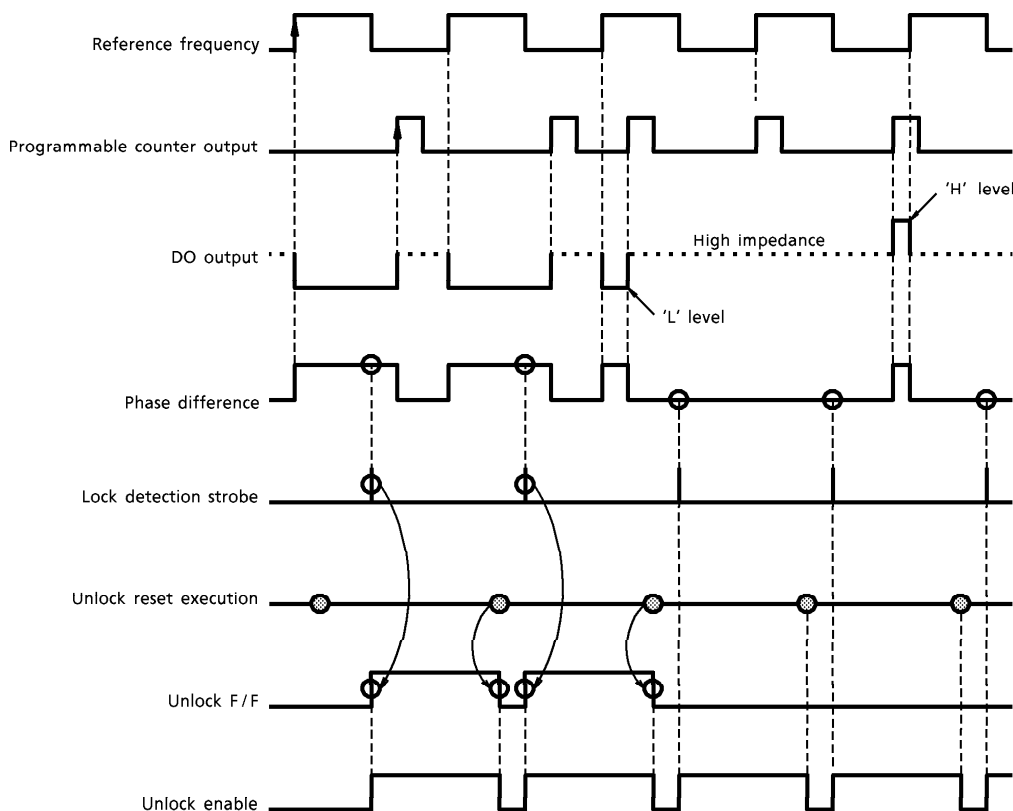 Reference frequency
Programmable counter output
'H' level
High impedance
DO output
'L' level
Phase difference
Lock detection strobe
Unlock reset execution
Unlock F/F
Unlock enable